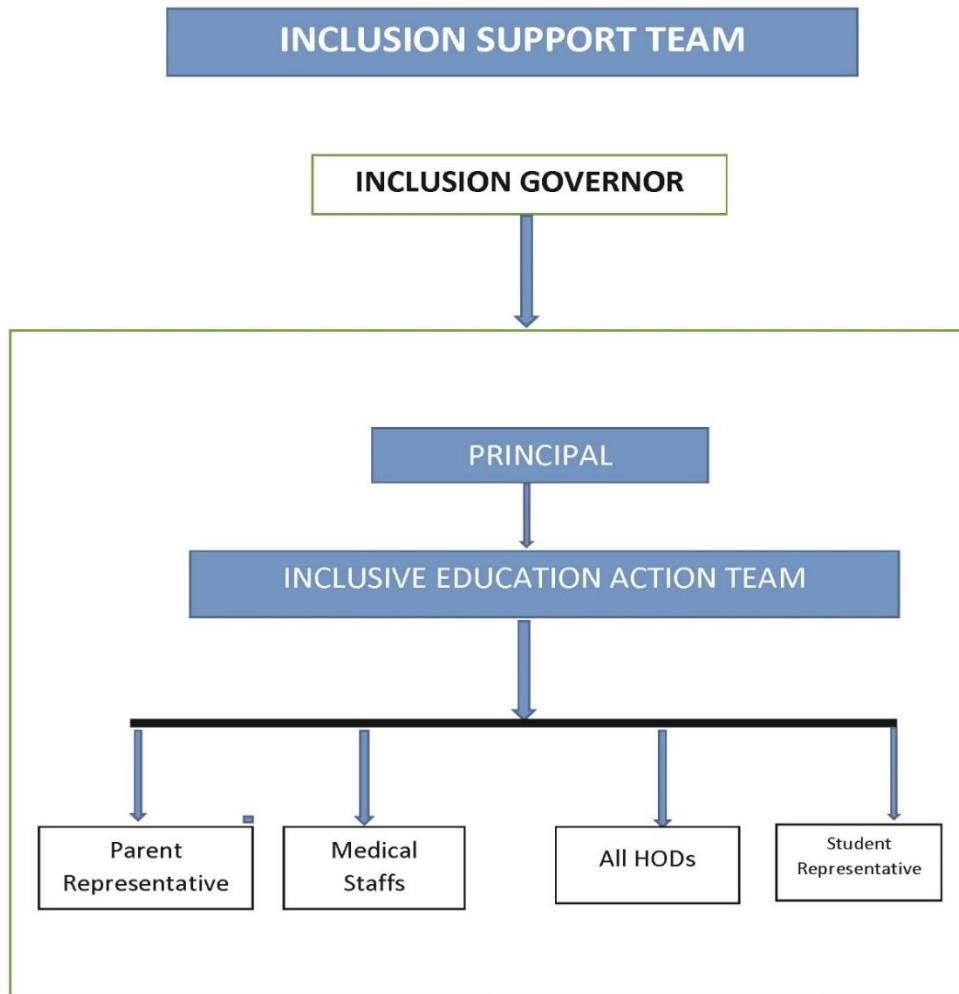 INCLUSION SUPPORT TEAM
INCLUSION GOVERNOR
PRINCIPAL
INCLUSIVE EDUCATION ACTION TEAM
Parent
Representative
Medical
Staffs
All HODs
Student
Representative